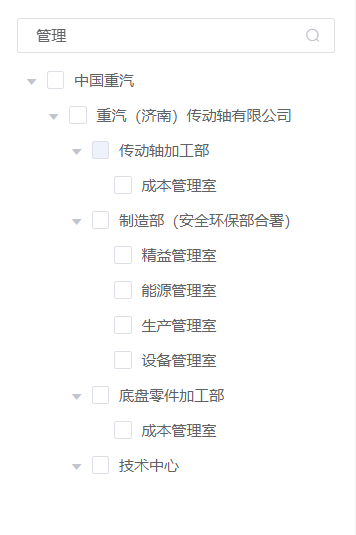 管理
中国重汽
重汽（济南）传动轴有限公司
传动轴加工部
成本管理室
制造部（安全环保部合署）
精益管理室
能源管理室
生产管理室
设备管理室
底盘零件加工部
成本管理室
技术中心